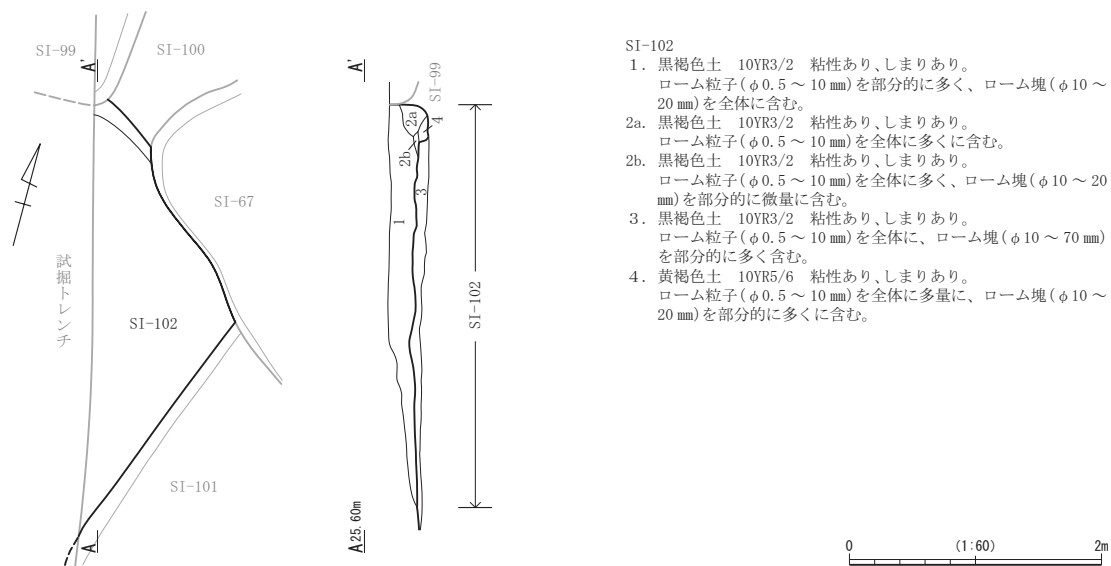 SI-99
SI-100
A'
SI-67
試掘トレンチ
SI-102
SI-101
A
A'
SI-99
2a
4
2b
3
1
SI-102
A 25.60m
SI-102
1. 黒褐色土　10YR3/2　粘性あり、しまりあり。
ローム粒子(φ0.5～10㎜)を部分的に多く、ローム塊(φ10～
20㎜)を全体に含む。
2a. 黒褐色土　10YR3/2　粘性あり、しまりあり。
ローム粒子(φ0.5～10㎜)を全体に多くに含む。
2b. 黒褐色土　10YR3/2　粘性あり、しまりあり。
ローム粒子(φ0.5～10㎜)を全体に多く、ローム塊(φ10～20
㎜)を部分的に微量に含む。
3. 黒褐色土　10YR3/2　粘性あり、しまりあり。
ローム粒子(φ0.5～10㎜)を全体に、ローム塊(φ10～70㎜)
を部分的に多く含む。
4. 黄褐色土　10YR5/6　粘性あり、しまりあり。
ローム粒子(φ0.5～10㎜)を全体に多量に、ローム塊(φ10～
20㎜)を部分的に多くに含む。
0 (1:60) 2m